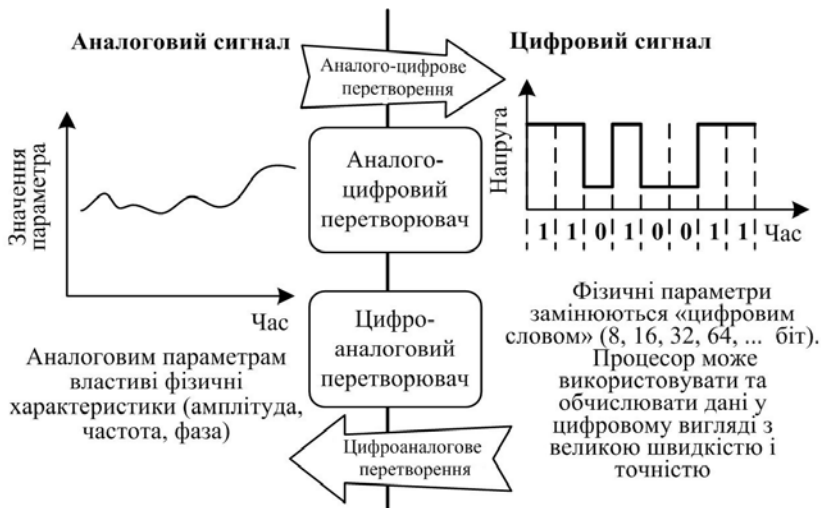 Аналоговий сигнал
Аналого-цифрове
перетворення
Цифровий сигнал
Значення
параметра
Час
Аналого-
цифровий
перетворювач
Напруга
1 1 0 1 0 0 1 1 Час
Цифро-
аналоговий
перетворювач
Аналоговим параметрам
властиві фізичні
характеристики (амплітуда,
частота, фаза)
Цифроаналогове
перетворення
Фізичні параметри
замінюються «цифровим
словом» (8, 16, 32, 64, ... біт).
Процесор може
використовувати та
обчислювати дані у
цифровому вигляді з
великою швидкістю і
точністю